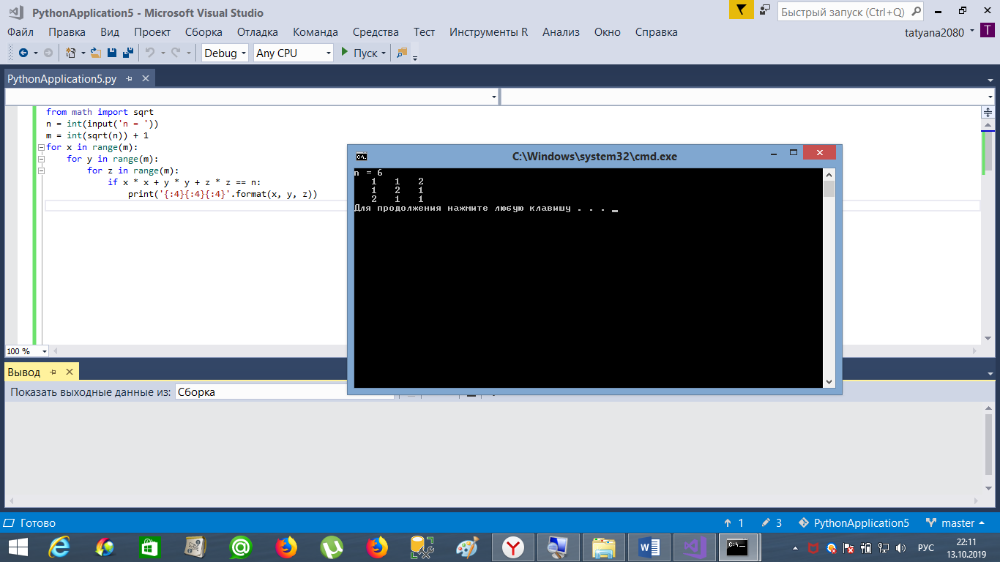 PythonApplication5 - Microsoft Visual Studio
Быстрый запуск (Ctrl+Q)
Файл Правка Вид Проект Сборка Отладка Команда Средства Тест Инструменты R Анализ Окно Справка
tatyana2080 T
Debug Any CPU Пуск
PythonApplication5.py
from math import sqrt
n = int(input('n = '))
m = int(sqrt(n)) + 1
for x in range(m):
for y in range(m):
for z in range(m):
if x * x + y * y + z * z == n:
print('{:4}{:4}{:4}'.format(x, y, z))
100 %
C:\Windows\system32\cmd.exe
n = 6
1 1 2
1 2 1
2 1 1
Для продолжения нажмите любую клавишу . . .
Вывод
Показать выходные данные из: Сборка
Готово
1 3 PythonApplication5 master
РУС
22:11
13.10.2019